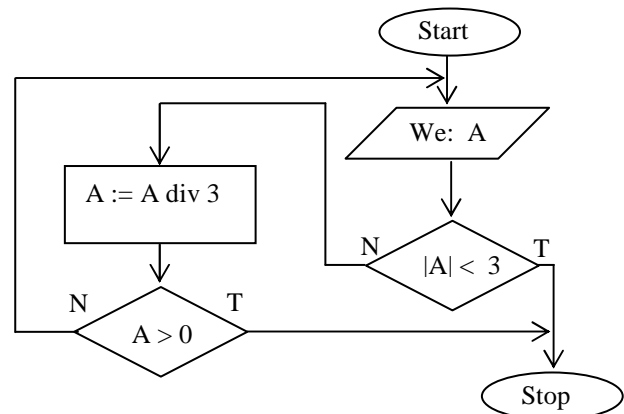 Start
We: A
A := A div 3
N
|A| < 3
T
N
A > 0
T
Stop